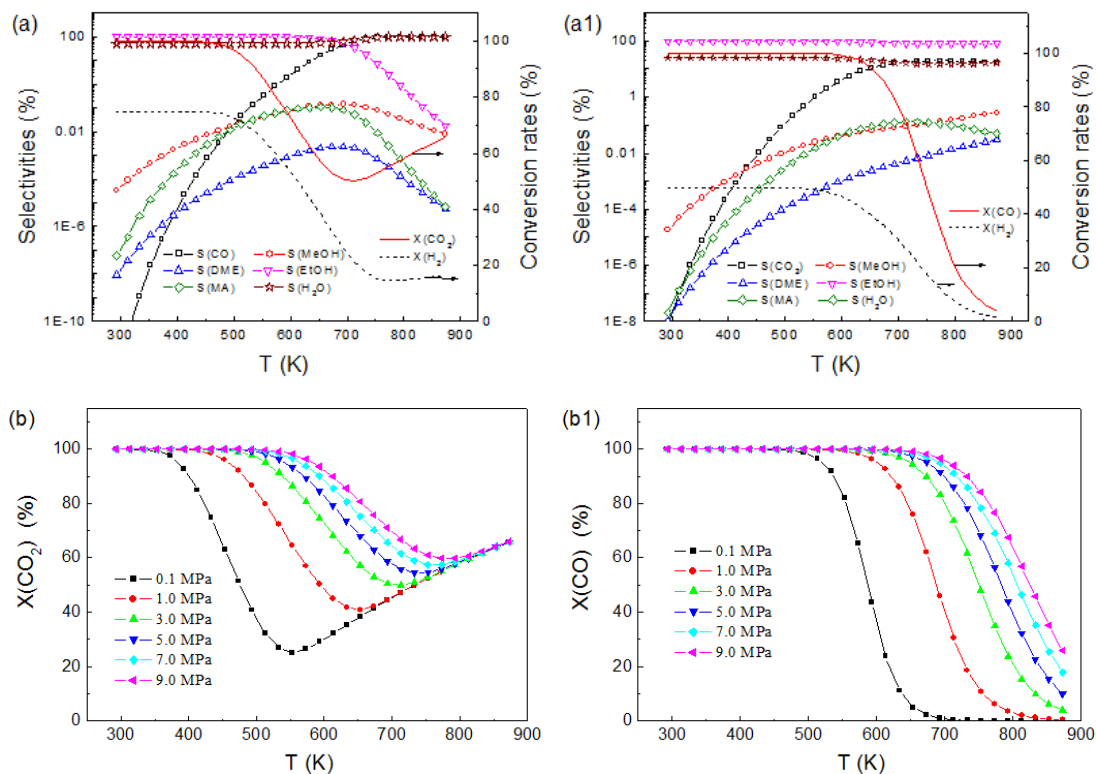 (a)
Selectivities (%)
100
0.01
1E-6
1E-10
300 400 500 600 700 800 900
T (K)
100
80
60
40
20
0
Conversion rates (%)
X(CO2)
X(H2)
S(CO) S(MeOH)
S(DME) S(EtOH)
S(MA) S(H2O)
(a1)
Selectivities (%)
100
1
0.01
1E-4
1E-6
1E-8
300 400 500 600 700 800 900
T (K)
100
80
60
40
20
0
Conversion rates (%)
X(CO)
X(H2)
S(CO2) S(MeOH)
S(DME) S(EtOH)
S(MA) S(H2O)
(b)
X(CO2) (%)
100
80
60
40
20
0
0.1 MPa
1.0 MPa
3.0 MPa
5.0 MPa
7.0 MPa
9.0 MPa
300 400 500 600 700 800 900
T (K)
(b1)
X(CO) (%)
100
80
60
40
20
0
0.1 MPa
1.0 MPa
3.0 MPa
5.0 MPa
7.0 MPa
9.0 MPa
300 400 500 600 700 800 900
T (K)